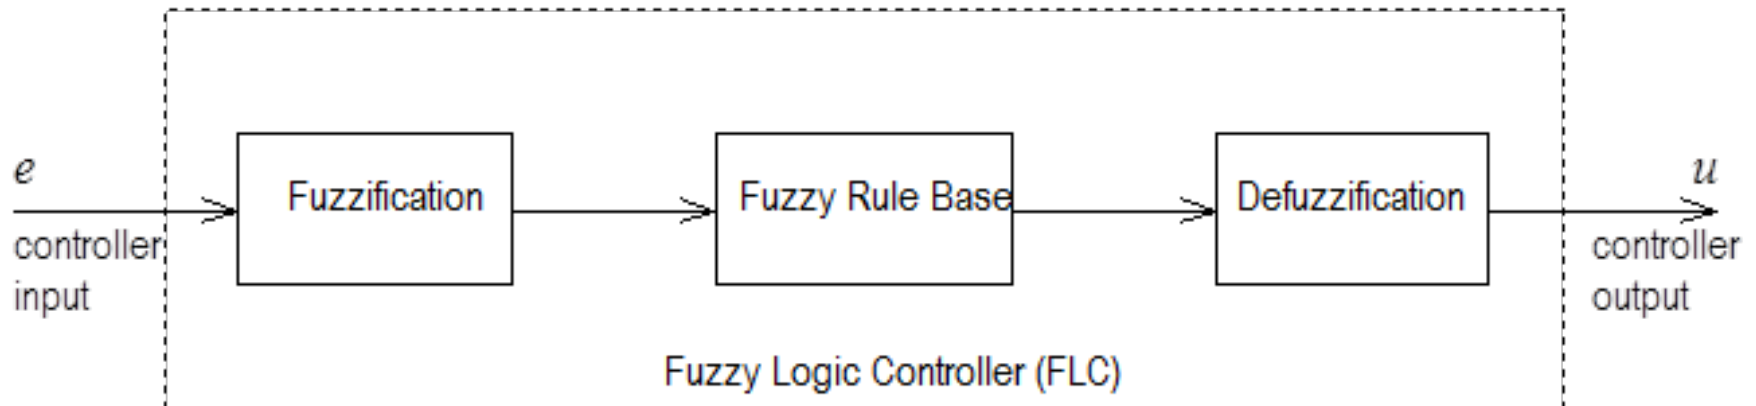 e
controller
input
Fuzzification
Fuzzy Rule Base
Defuzzification
u
controller
output
Fuzzy Logic Controller (FLC)